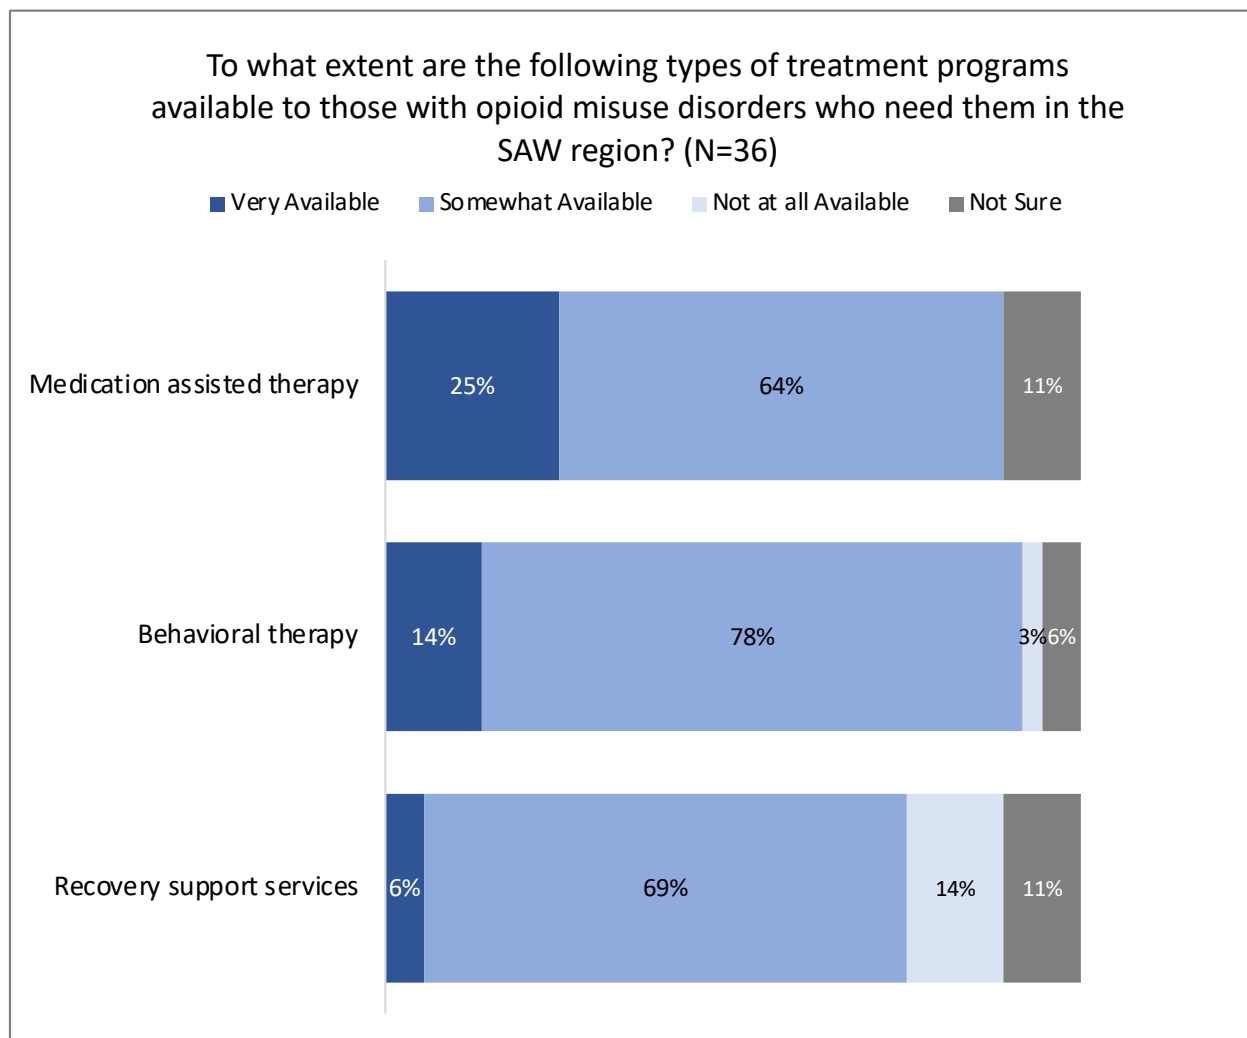 To what extent are the following types of treatment programs
available to those with opioid misuse disorders who need them in the
SAW region? (N=36)
Very Available Somewhat Available Not at all Available Not Sure
Medication assisted therapy 25% 64% 11%
Behavioral therapy 14% 78% 3% 6%
Recovery support services 6% 69% 14% 11%